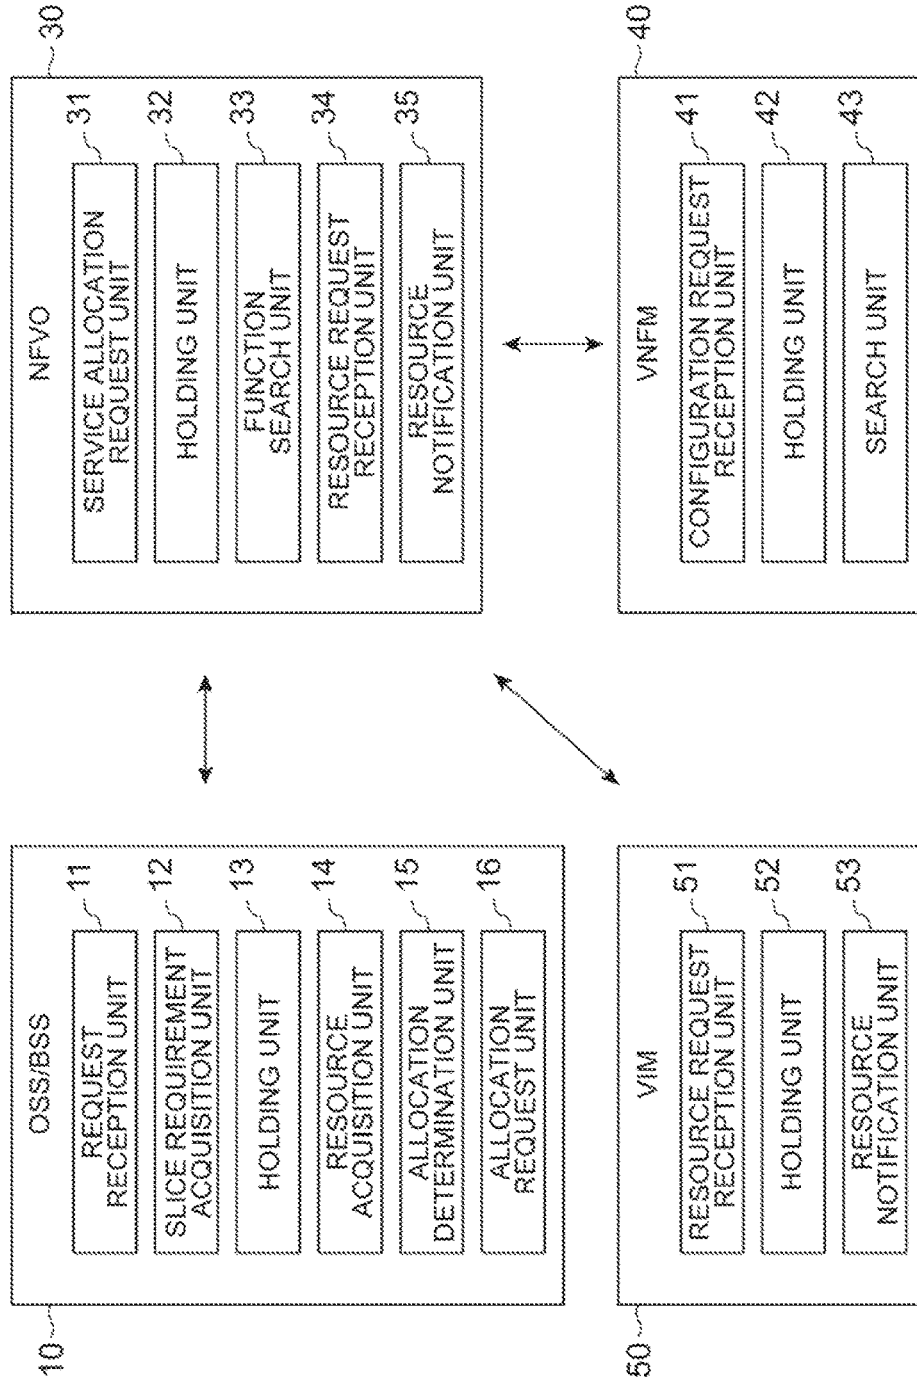 OSS/BSS
10
REQUEST
RECEPTION UNIT
11
SLICE REQUIREMENT
ACQUISITION UNIT
12
HOLDING UNIT
13
RESOURCE
ACQUISITION UNIT
14
ALLOCATION
DETERMINATION UNIT
15
ALLOCATION
REQUEST UNIT
16
NFVO
30
SERVICE ALLOCATION
REQUEST UNIT
31
HOLDING UNIT
32
FUNCTION
SEARCH UNIT
33
RESOURCE REQUEST
RECEPTION UNIT
34
RESOURCE
NOTIFICATION UNIT
35
VIM
50
RESOURCE REQUEST
RECEPTION UNIT
51
HOLDING UNIT
52
RESOURCE
NOTIFICATION UNIT
53
VNFM
40
CONFIGURATION REQUEST
RECEPTION UNIT
41
HOLDING UNIT
42
SEARCH UNIT
43